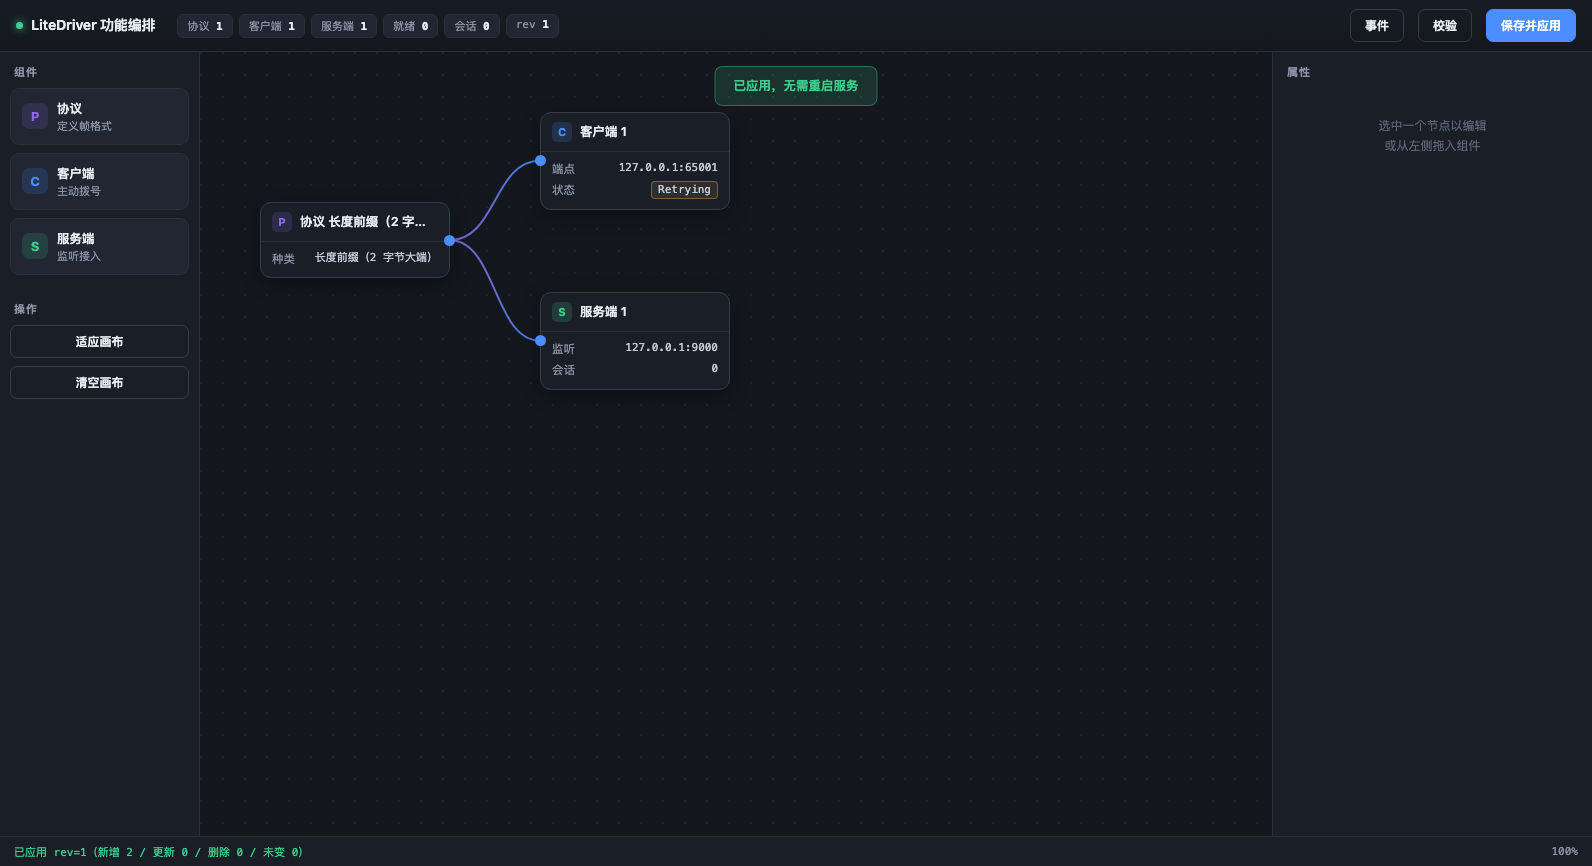 LiteDriver 功能编排
协议 1
客户端 1
服务端 1
就绪 0
会话 0
rev 1
事件
校验
保存并应用
组件
P
协议
定义帧格式
C
客户端
主动拨号
S
服务端
监听接入
操作
适应画布
清空画布
已应用，无需重启服务
C 客户端 1
端点 127.0.0.1:65001
状态 Retrying
P 协议 长度前缀（2 字...
种类 长度前缀（2 字节大端）
S 服务端 1
监听 127.0.0.1:9000
会话 0
属性
选中一个节点以编辑
或从左侧拖入组件
已应用 rev=1（新增 2 / 更新 0 / 删除 0 / 未变 0）
100%